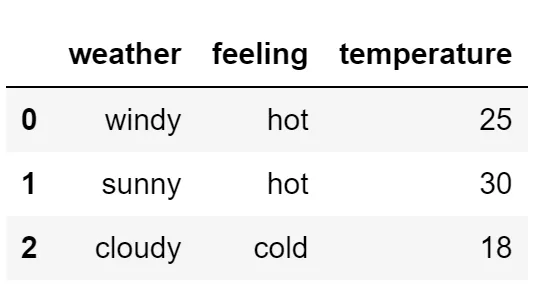 weather feeling temperature
0 windy hot 25
1 sunny hot 30
2 cloudy cold 18